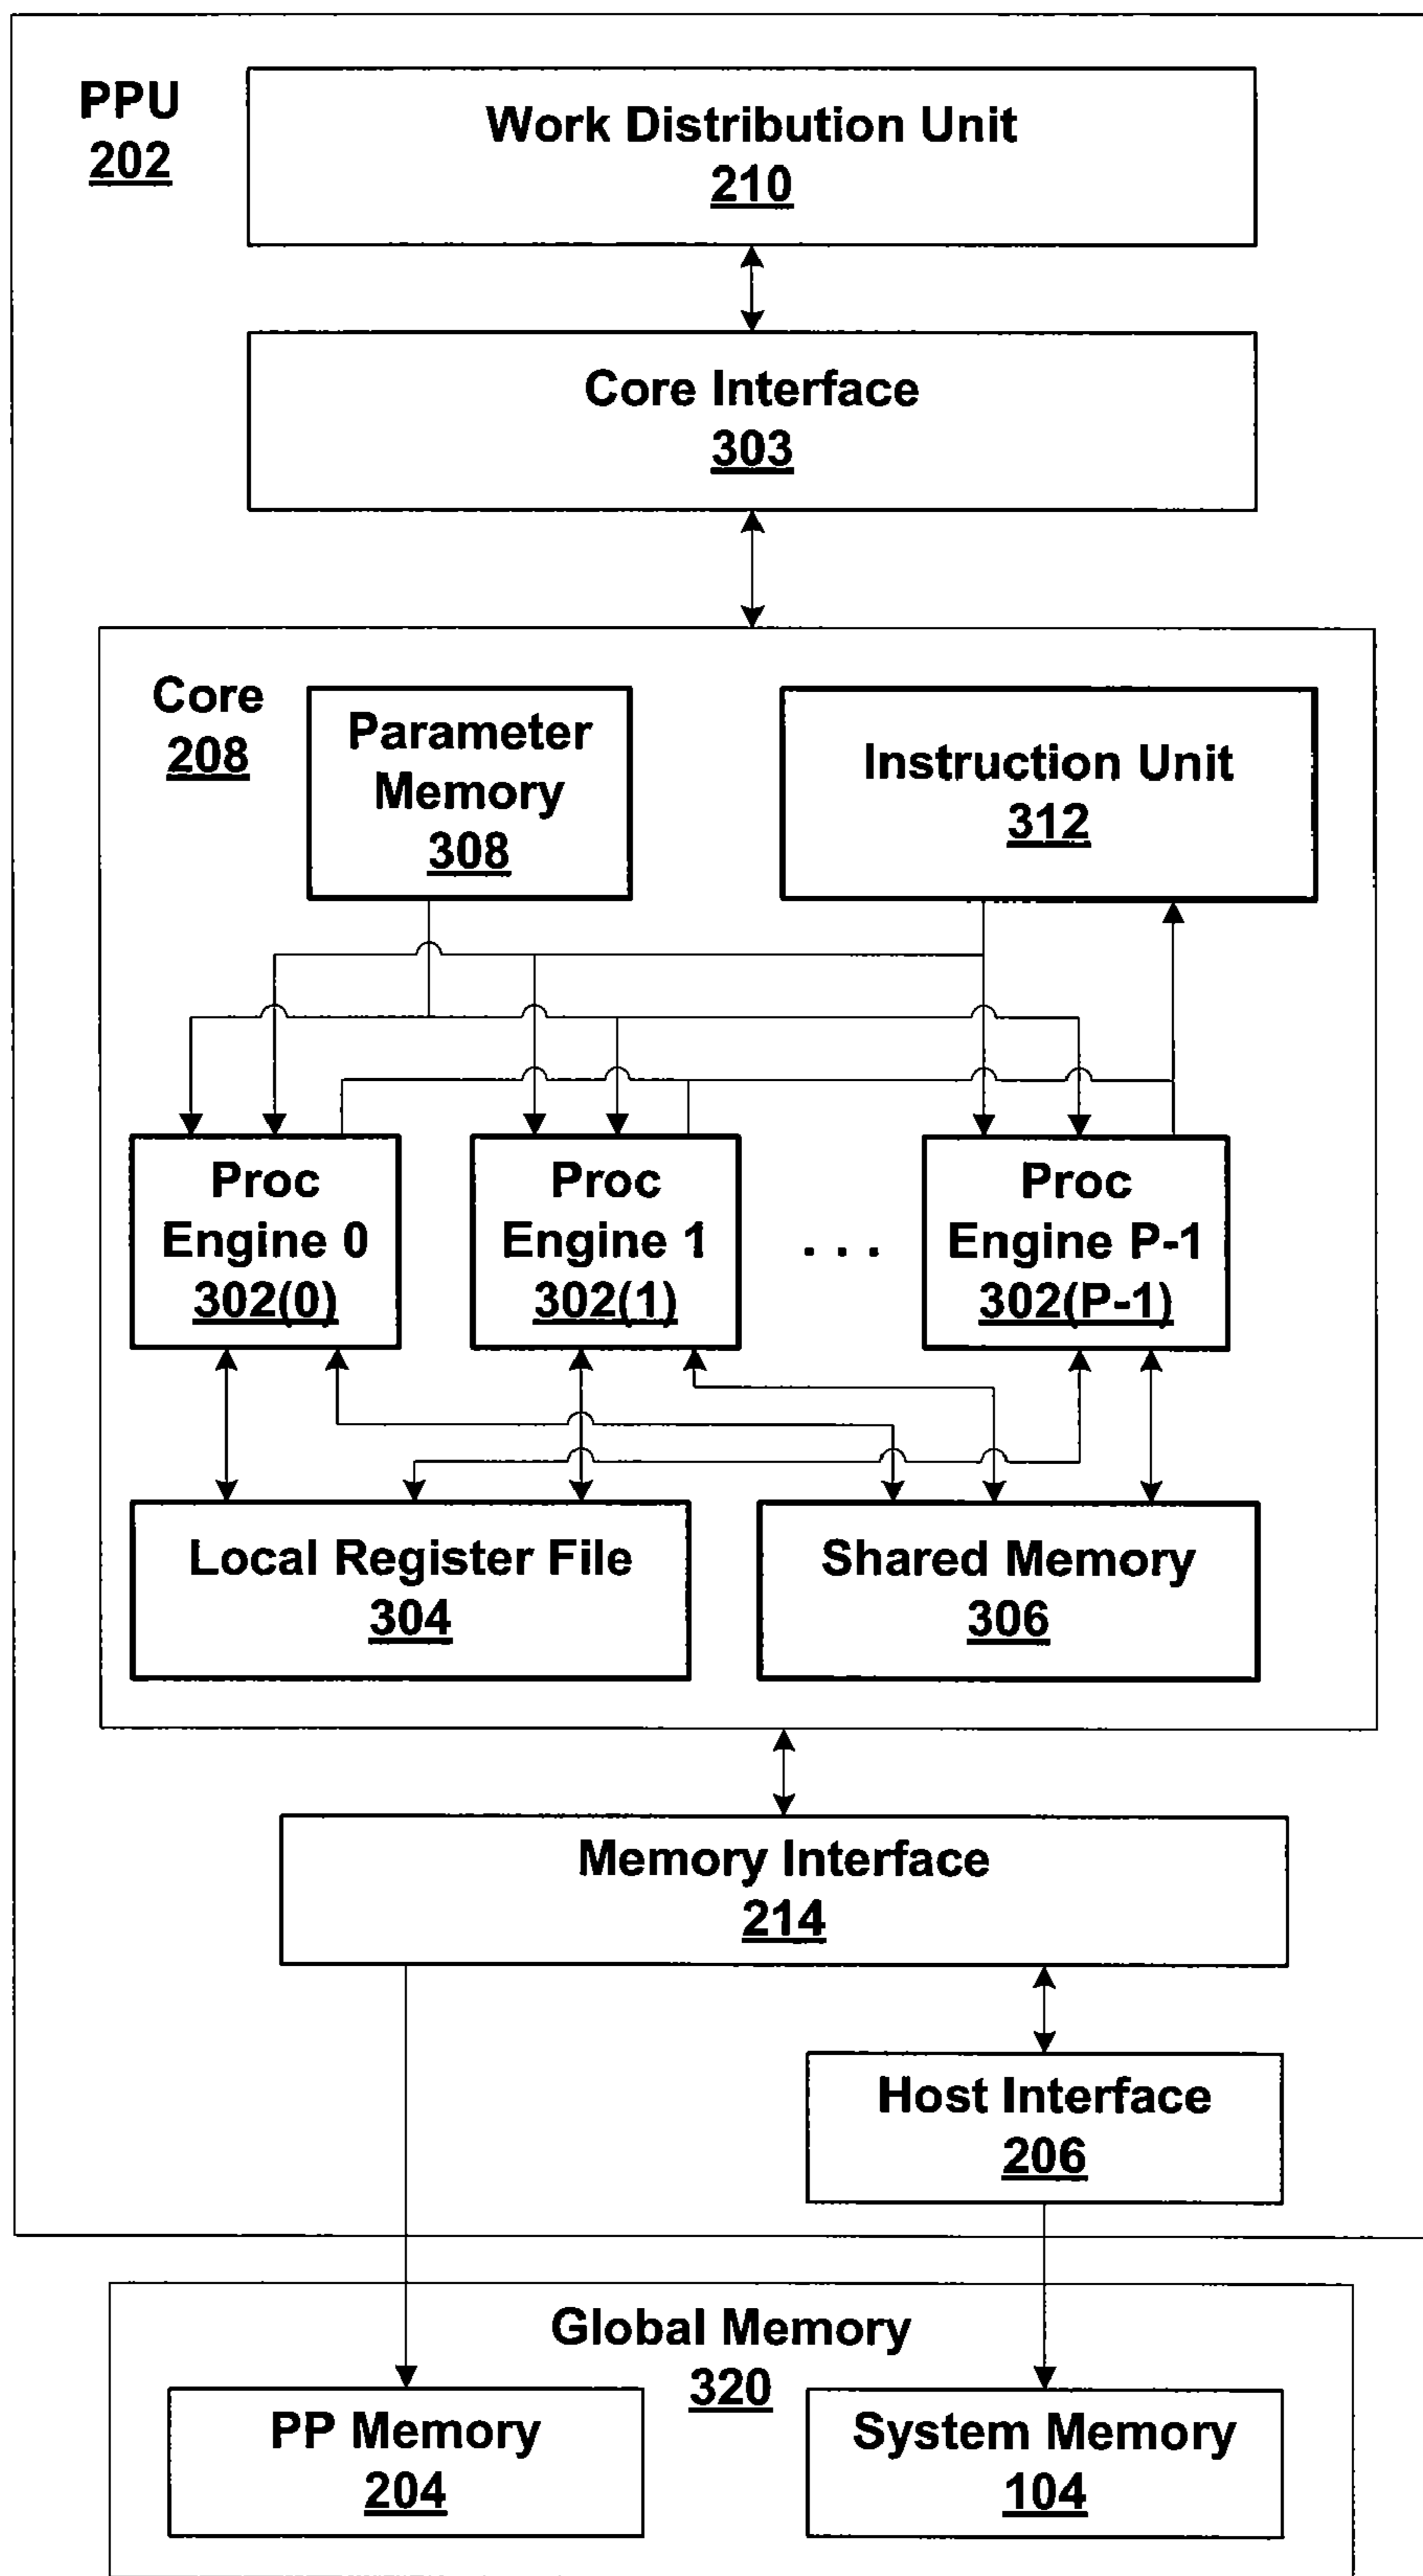 PPU
202
Work Distribution Unit
210
Core Interface
303
Core
208
Parameter
Memory
308
Instruction Unit
312
Proc
Engine 0
302(0)
Proc
Engine 1
302(1)
. . .
Proc
Engine P-1
302(P-1)
Local Register File
304
Shared Memory
306
Memory Interface
214
Host Interface
206
Global Memory
320
PP Memory
204
System Memory
104